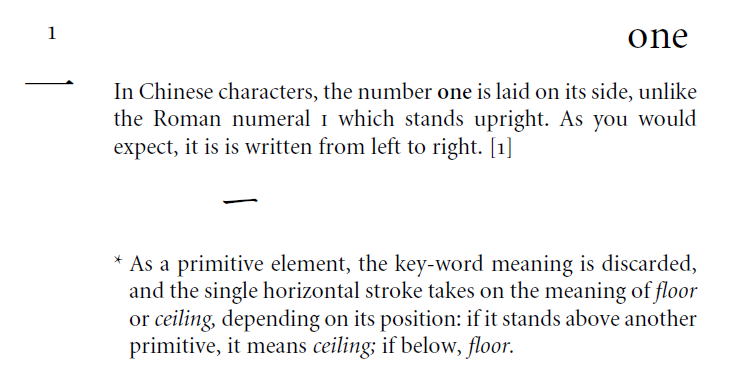 1 one
一
In Chinese characters, the number one is laid on its side, unlike
the Roman numeral I which stands upright. As you would
expect, it is is written from left to right. [1]
一
* As a primitive element, the key-word meaning is discarded,
and the single horizontal stroke takes on the meaning of floor
or ceiling, depending on its position: if it stands above another
primitive, it means ceiling; if below, floor.